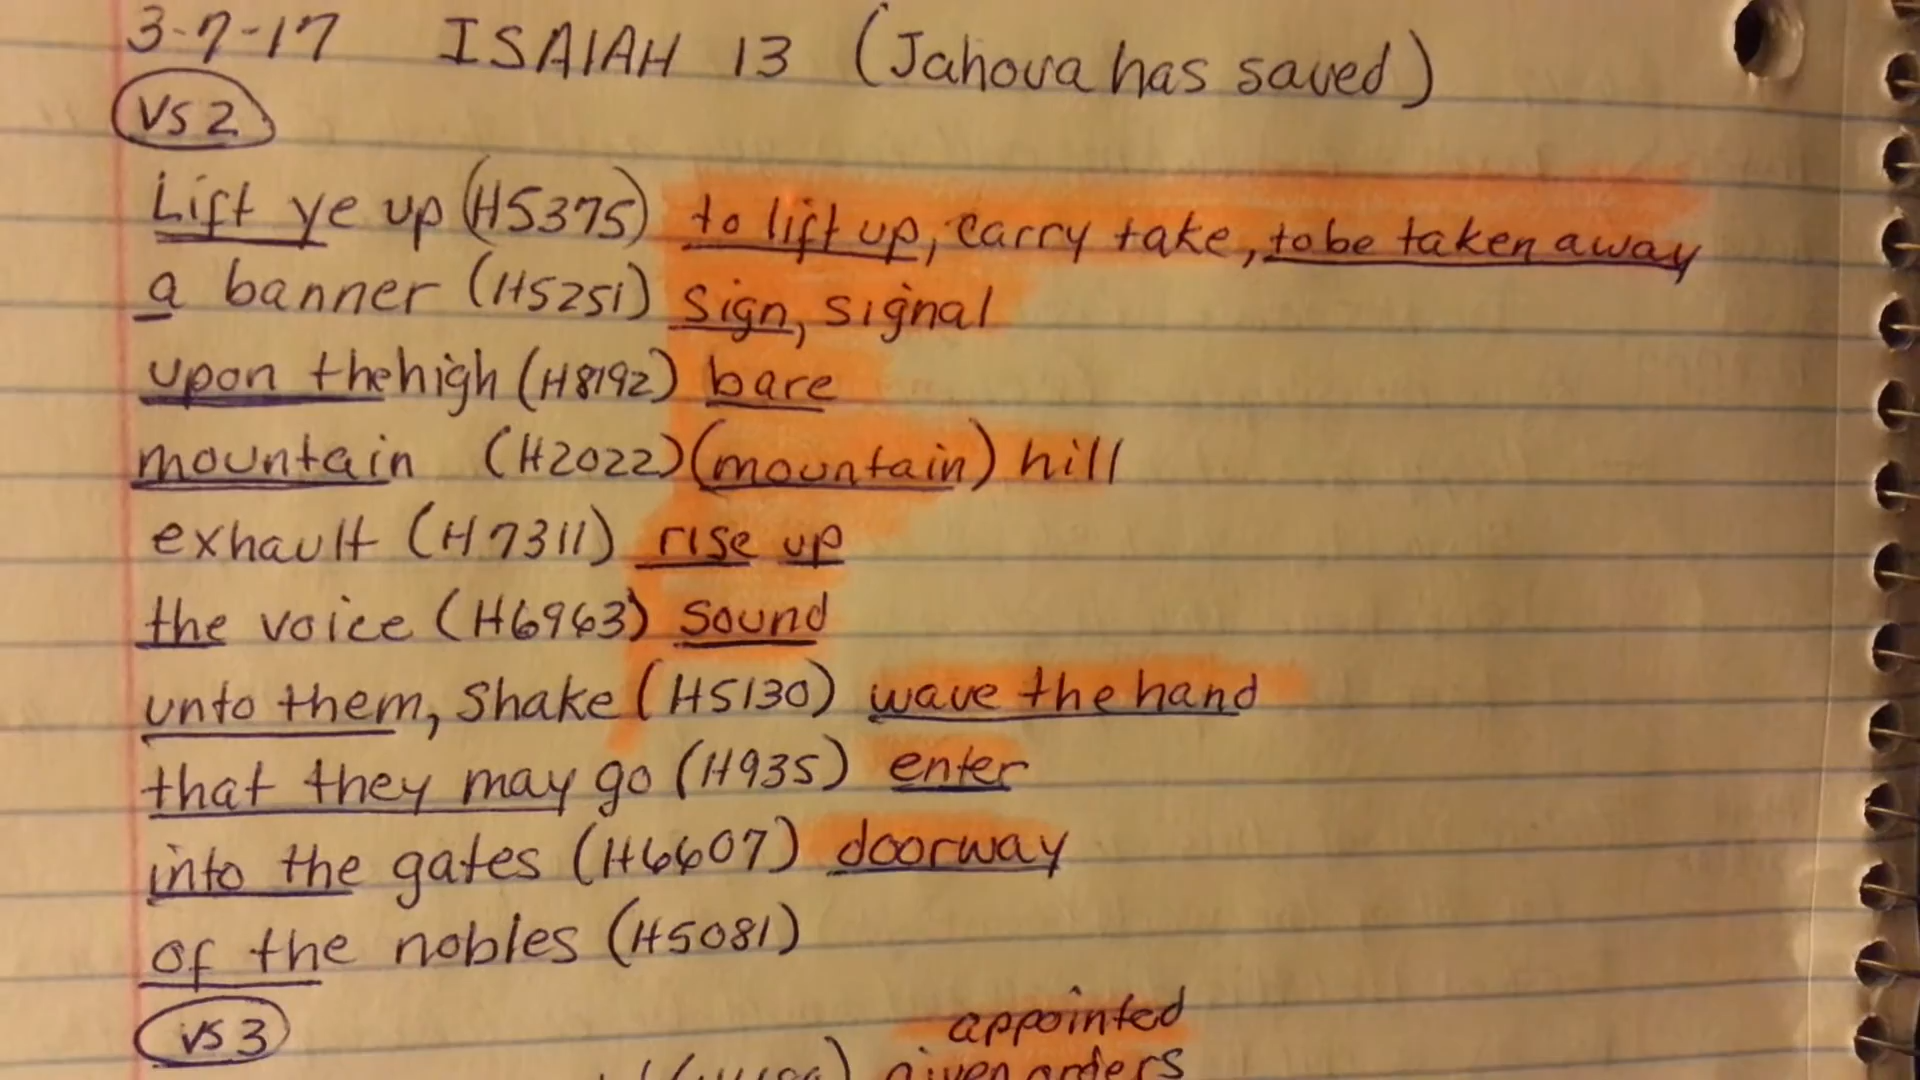 3-7-17 ISAIAH 13 (Jahova has saved)
VS 2
Lift ye up (H5375) to lift up, carry take, to be taken away
a banner (H5251) sign, signal
upon the high (H8192) bare
mountain (H2022) (mountain) hill
exhault (H7311) rise up
the voice (H6963) sound
unto them, shake (H5130) wave the hand
that they may go (H935) enter
into the gates (H6607) doorway
of the nobles (H5081)
VS 3
appointed
given orders